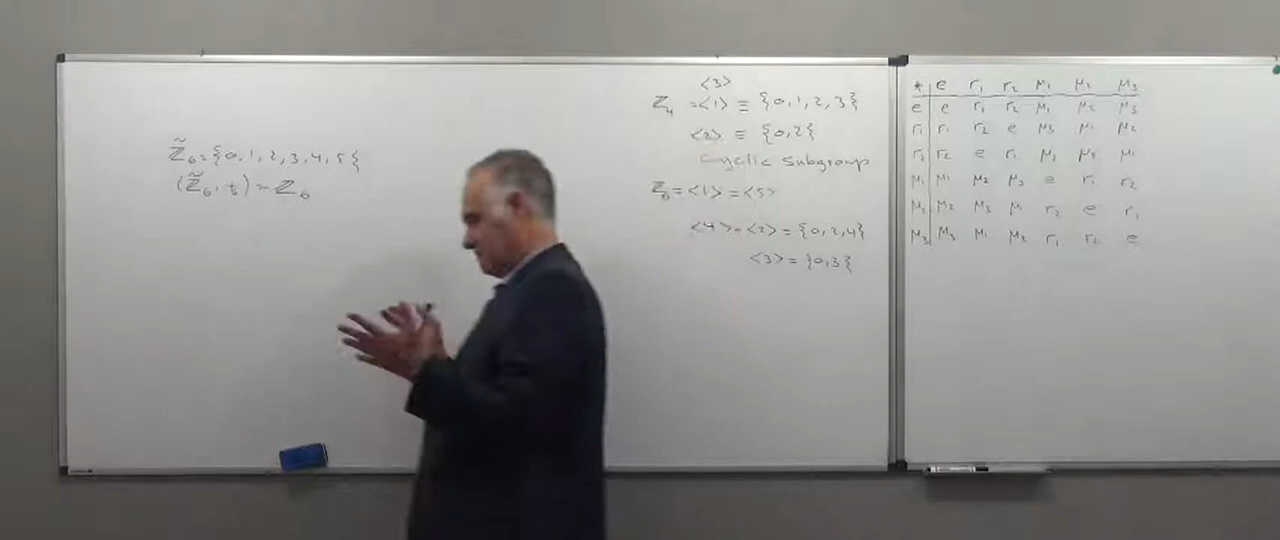 Z̃₆ = {0, 1, 2, 3, 4, 5}
(Z̃₆, +) = ℤ₆
<3>
ℤ₄ = <1> ≡ {0, 1, 2, 3}
<2> ≡ {0, 2}
Cyclic Subgroup
ℤ₆ = <1> = <5>
<4> = <2> = {0, 2, 4}
<3> = {0, 3}
* e r₁ r₂ μ₁ μ₂ μ₃
e e r₁ r₂ μ₁ μ₂ μ₃
r₁ r₁ r₂ e μ₃ μ₁ μ₂
r₂ r₂ e r₁ μ₂ μ₃ μ₁
μ₁ μ₁ μ₂ μ₃ e r₁ r₂
μ₂ μ₂ μ₃ μ₁ r₂ e r₁
μ₃ μ₃ μ₁ μ₂ r₁ r₂ e